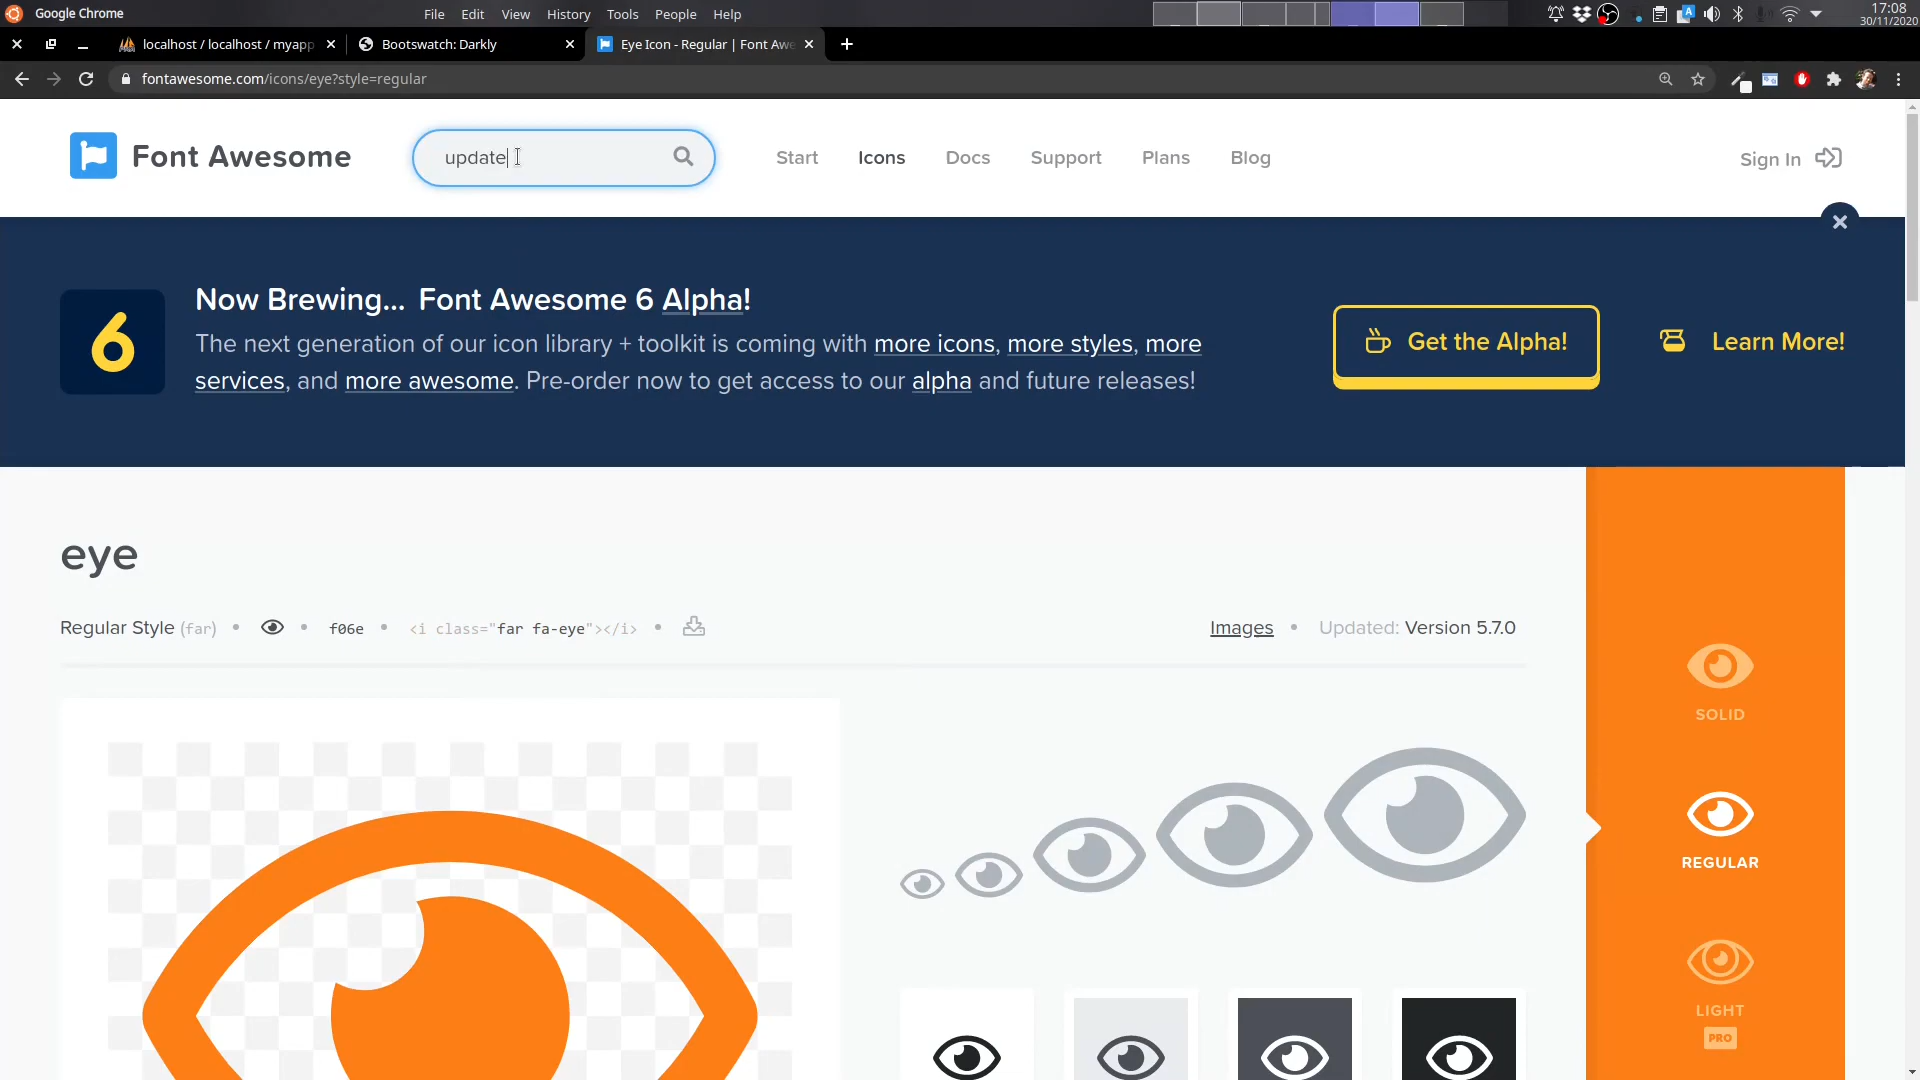 Google Chrome
File Edit View History Tools People Help
17:08
30/11/2020
localhost / localhost / myapp
Bootswatch: Darkly
Eye Icon - Regular | Font Awe
fontawesome.com/icons/eye?style=regular
Font Awesome
update
Start Icons Docs Support Plans Blog
Sign In
6
Now Brewing... Font Awesome 6 Alpha!
The next generation of our icon library + toolkit is coming with more icons, more styles, more
services, and more awesome. Pre-order now to get access to our alpha and future releases!
Get the Alpha!
Learn More!
eye
Regular Style (far) • • f06e • <i class="far fa-eye"></i> •
Images • Updated: Version 5.7.0
SOLID
REGULAR
LIGHT
PRO